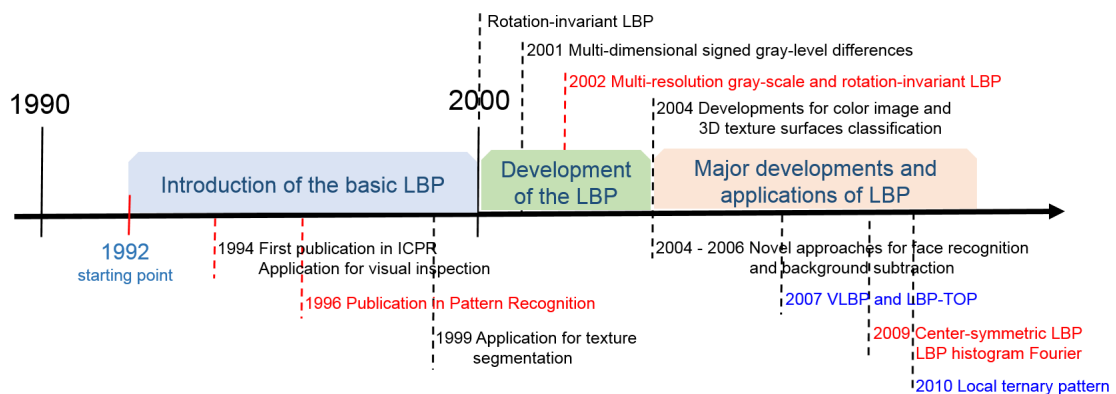 Rotation-invariant LBP
2001 Multi-dimensional signed gray-level differences
2002 Multi-resolution gray-scale and rotation-invariant LBP
1990
2000
2004 Developments for color image and
3D texture surfaces classification
Introduction of the basic LBP
Development
of the LBP
Major developments and
applications of LBP
1992
starting point
1994 First publication in ICPR
Application for visual inspection
1996 Publication in Pattern Recognition
1999 Application for texture
segmentation
2004 - 2006 Novel approaches for face recognition
and background subtraction
2007 VLBP and LBP-TOP
2009 Center-symmetric LBP
LBP histogram Fourier
2010 Local ternary pattern